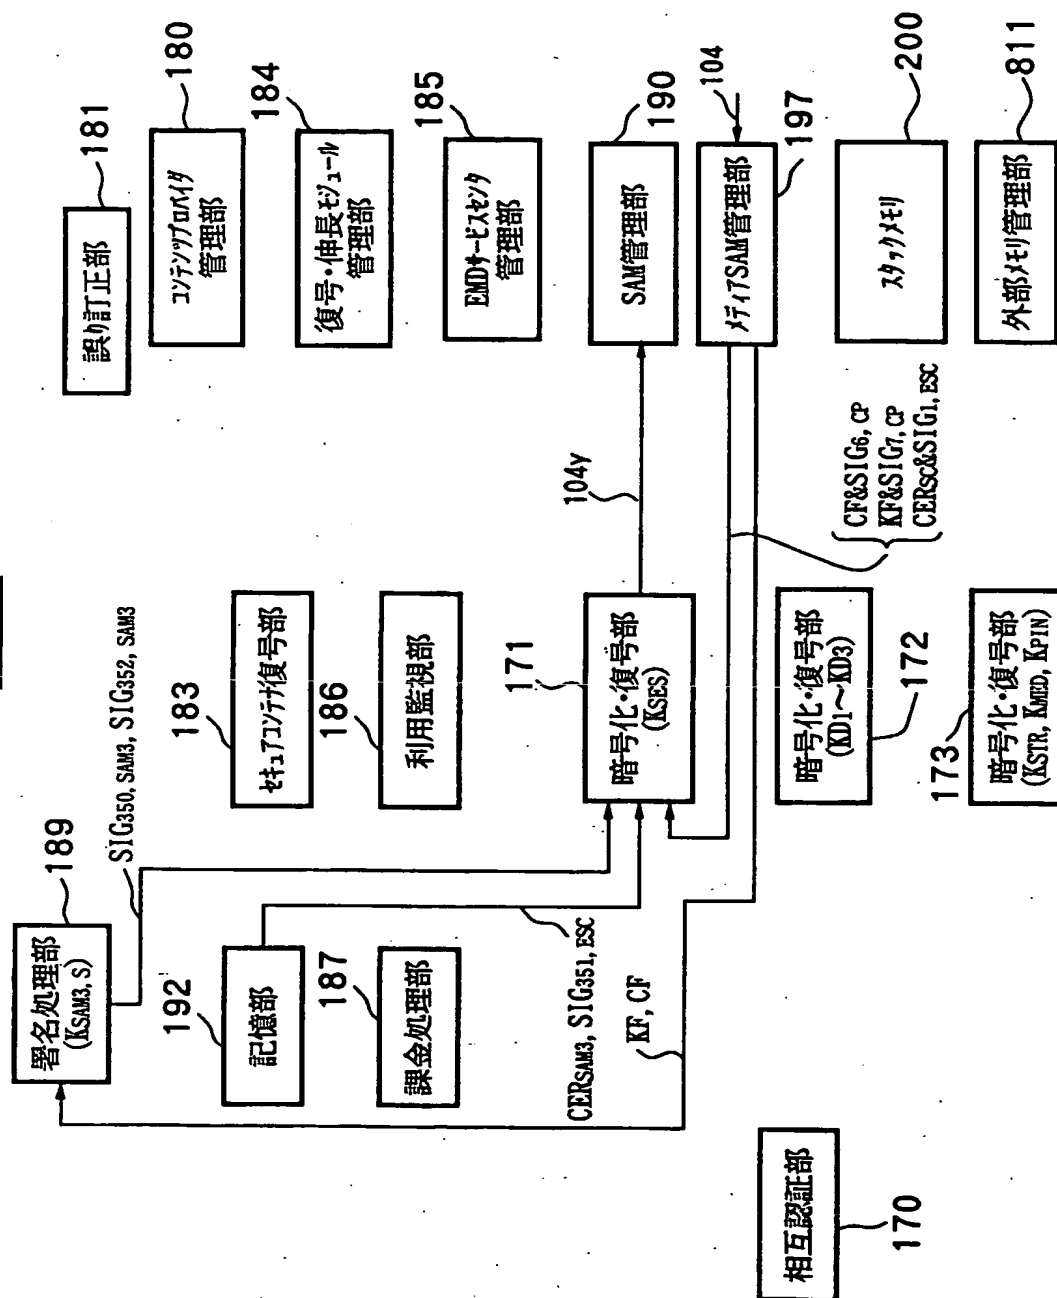 誤り訂正部
181
コンテンツプロバイダ
管理部
180
復号・伸長モジュール
管理部
184
EMDサービスセンタ
管理部
185
SAM管理部
190
メディアSAM管理部
104
197
スタックメモリ
200
外部メモリ管理部
811
104y
CF&SIG6, CP
KF&SIG7, CP
CERSC&SIG1, ESC
SIG350, SAM3, SIG352, SAM3
セキュアコンテナ復号部
183
利用監視部
186
暗号化・復号部
(KSES)
171
暗号化・復号部
(KD1～KD3)
172
暗号化・復号部
(KSTR, KMED, KPIN)
173
署名処理部
(KSAM3, S)
189
記憶部
192
課金処理部
187
CERSAM3, SIG351, ESC
KF, CF
相互認証部
170